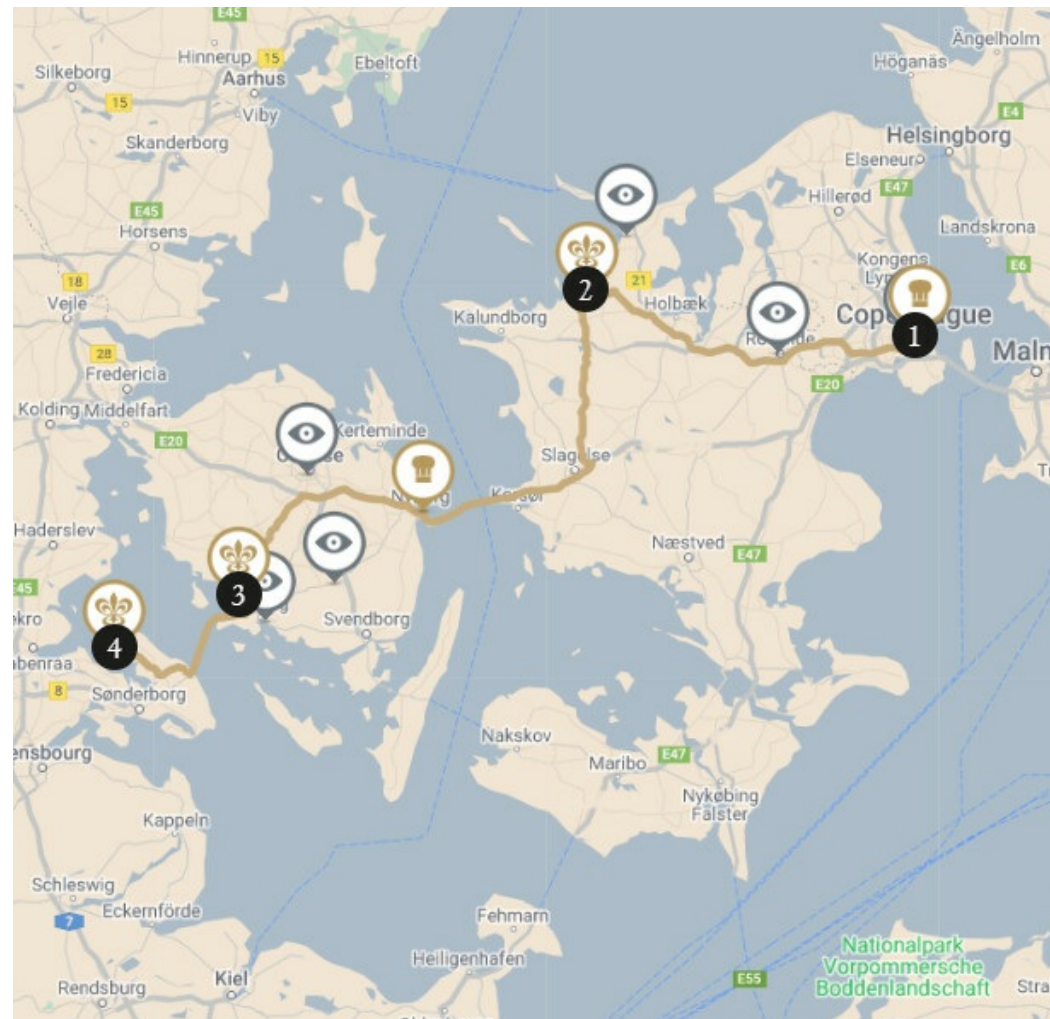 E45
Ängelholm
Hinnerup
15
Ebeltoft
Höganäs
Silkeborg
Aarhus
15
E4
Viby
Helsingborg
Skanderborg
Elseneur
E47
Hillerød
E45
Landskrona
Horsens
Kongens
E6
18
21
2
Holbæk
Vejle
Kalundborg
1
Maln
28
Fredericia
E20
Kolding
Middelfart
E20
Kerteminde
Slagelse
Haderslev
Næstved
E47
E45
3
Svendborg
4
8
Sønderborg
Nakskov
E47
Maribo
ensbourg
Nykøbing
Falster
Kappeln
Schleswig
7
Eckernförde
Fehmarn
Nationalpark
Vorpommersche
Boddenlandschaft
Heiligenhafen
Kiel
E55
Rendsburg
Stra